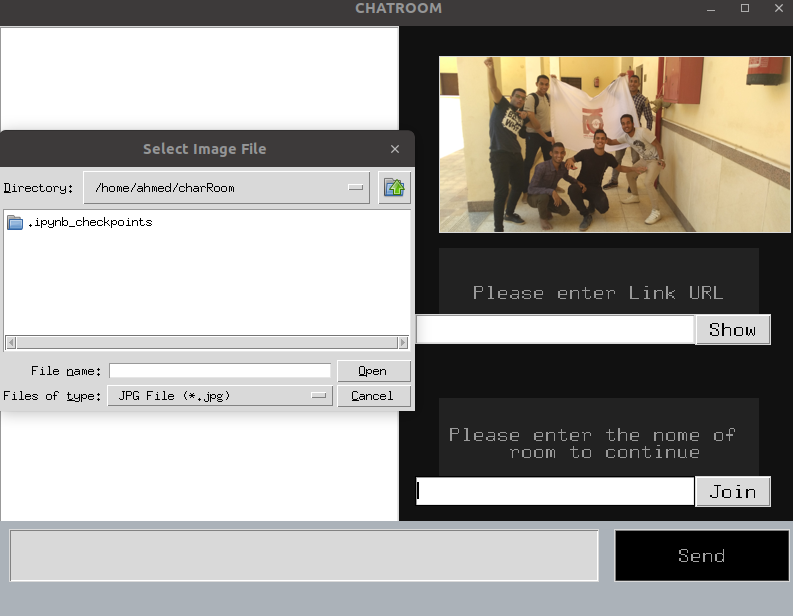 CHATROOM
Select Image File
Directory: /home/ahmed/charRoom
.ipynb_checkpoints
File name: Open
Files of type: JPG File (*.jpg) Cancel
Please enter Link URL
Show
Please enter the nome of
room to continue
Join
Send